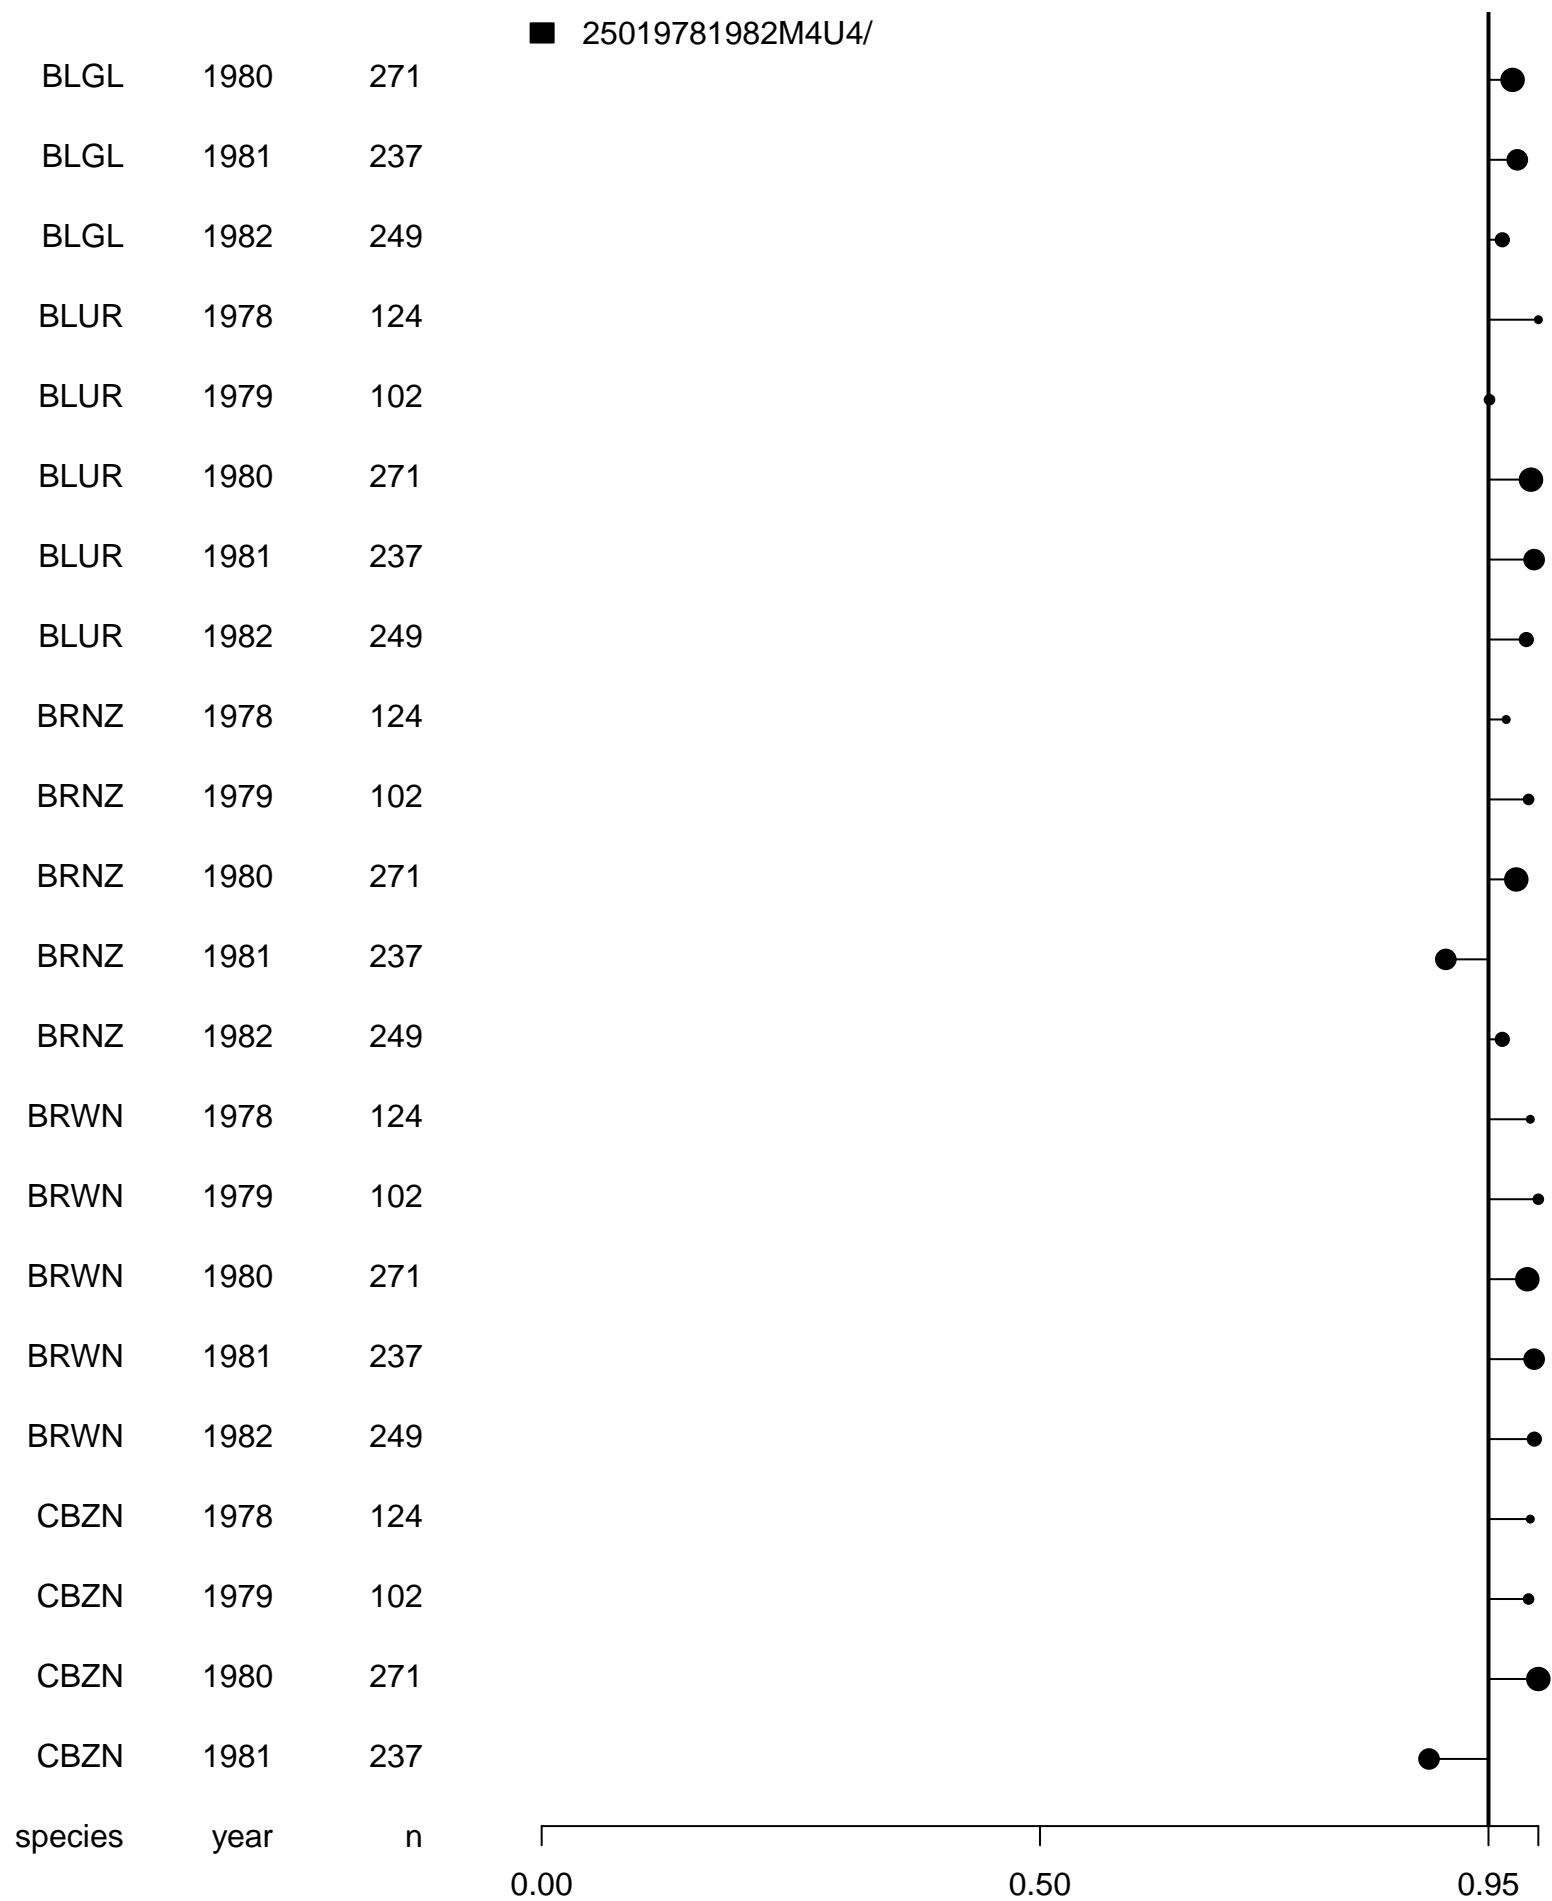 25019781982M4U4/
BLGL 1980 271
BLGL 1981 237
BLGL 1982 249
BLUR 1978 124
BLUR 1979 102
BLUR 1980 271
BLUR 1981 237
BLUR 1982 249
BRNZ 1978 124
BRNZ 1979 102
BRNZ 1980 271
BRNZ 1981 237
BRNZ 1982 249
BRWN 1978 124
BRWN 1979 102
BRWN 1980 271
BRWN 1981 237
BRWN 1982 249
CBZN 1978 124
CBZN 1979 102
CBZN 1980 271
CBZN 1981 237
species year n
0.00 0.50 0.95